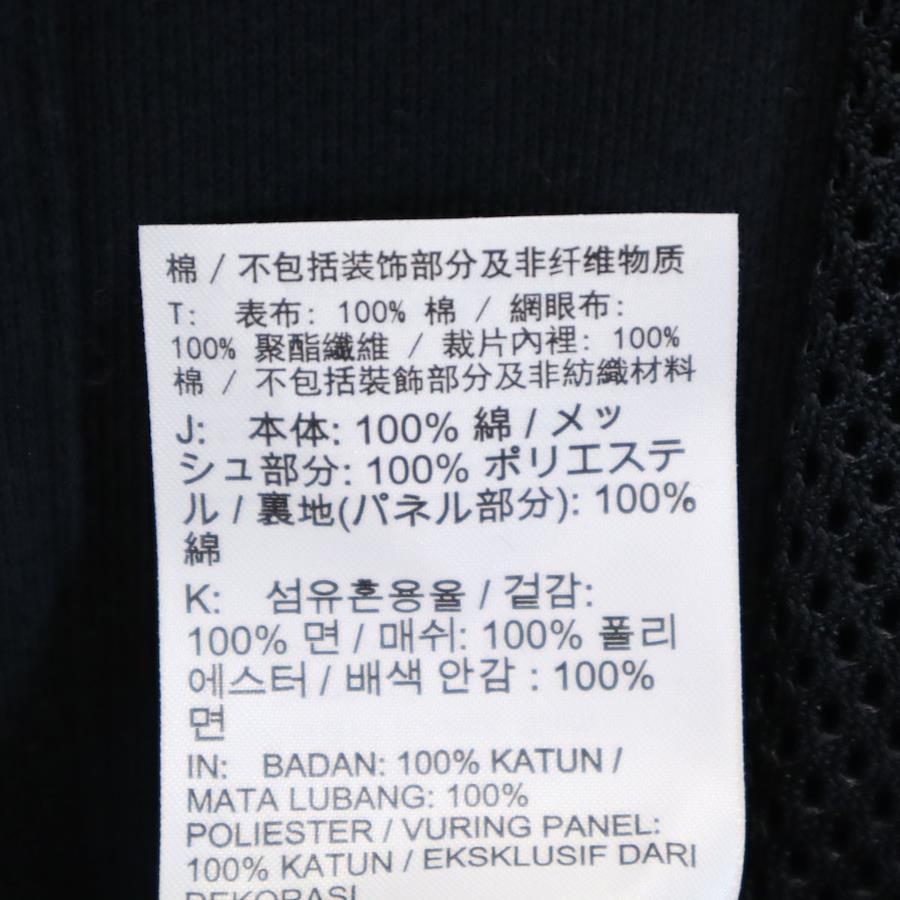 棉 / 不包括装饰部分及非纤维物质
T: 表布: 100% 棉 / 網眼布:
100% 聚酯纖維 / 裁片內裡: 100%
棉 / 不包括裝飾部分及非紡織材料
J: 本体: 100% 綿 / メッ
シュ部分: 100% ポリエステ
ル / 裏地(パネル部分): 100%
綿
K: 섬유혼용율 / 겉감:
100% 면 / 매쉬: 100% 폴리
에스터 / 배색 안감 : 100%
면
IN: BADAN: 100% KATUN /
MATA LUBANG: 100%
POLIESTER / VURING PANEL:
100% KATUN / EKSKLUSIF DARI
DEKORASI